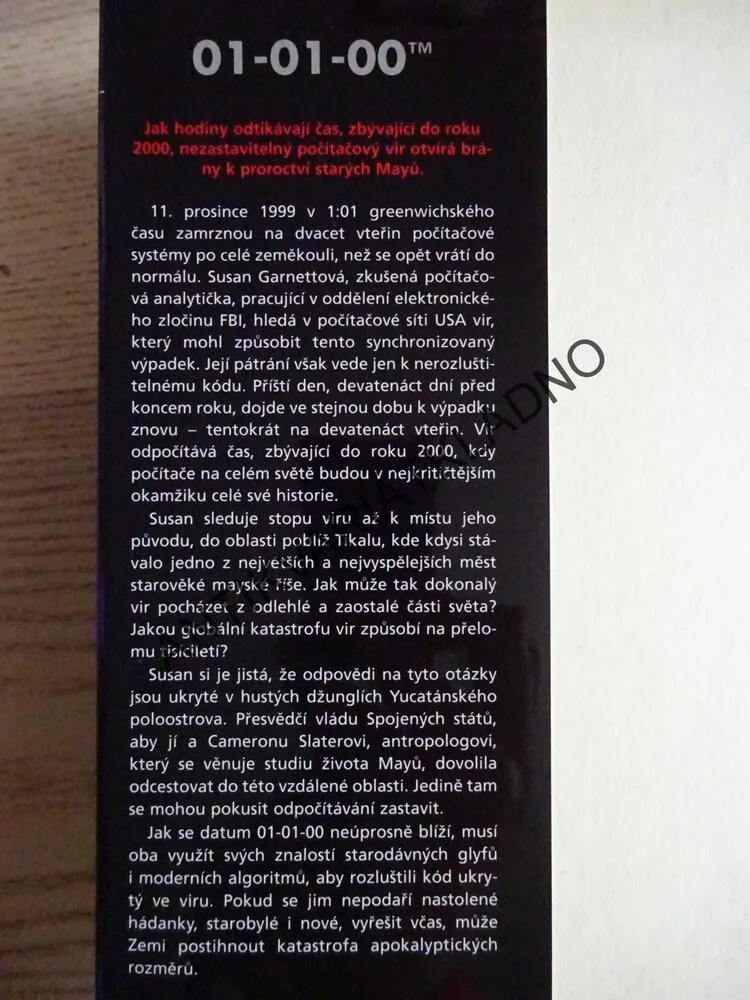 01-01-00™
Jak hodiny odtikávají čas, zbývající do roku
2000, nezastavitelný počítačový vir otvírá brá-
ny k proroctví starých Mayů.
11. prosince 1999 v 1:01 greenwichského
času zamrznou na dvacet vteřin počítačové
systémy po celé zeměkouli, než se opět vrátí do
normálu. Susan Garnettová, zkušená počítačo-
vá analytička, pracující v oddělení elektronické-
ho zločinu FBI, hledá v počítačové síti USA vir,
který mohl způsobit tento synchronizovaný
výpadek. Její pátrání však vede jen k nerozlušti-
telnému kódu. Příští den, devatenáct dní před
koncem roku, dojde ve stejnou dobu k výpadku
znovu – tentokrát na devatenáct vteřin. Vir
odpočítává čas, zbývající do roku 2000, kdy
počítače na celém světě budou v nejkritičtějším
okamžiku celé své historie.
Susan sleduje stopu viru až k místu jeho
původu, do oblasti poblíž Tikalu, kde kdysi stá-
valo jedno z největších a nejvyspělejších měst
starověké mayské říše. Jak může tak dokonalý
vir pocházet z odlehlé a zaostalé části světa?
Jakou globální katastrofu vir způsobí na přelo-
mu tisíciletí?
Susan si je jistá, že odpovědi na tyto otázky
jsou ukryté v hustých džunglích Yucatánského
poloostrova. Přesvědčí vládu Spojených států,
aby jí a Cameronu Slaterovi, antropologovi,
který se věnuje studiu života Mayů, dovolila
odcestovat do této vzdálené oblasti. Jedině tam
se mohou pokusit odpočítávání zastavit.
Jak se datum 01-01-00 neúprosně blíží, musí
oba využít svých znalostí starodávných glyfů
i moderních algoritmů, aby rozluštili kód ukry-
tý ve viru. Pokud se jim nepodaří nastolené
hádanky, starobylé i nové, vyřešit včas, může
Zemi postihnout katastrofa apokalyptických
rozměrů.
ANTIKVARIATKLADNO